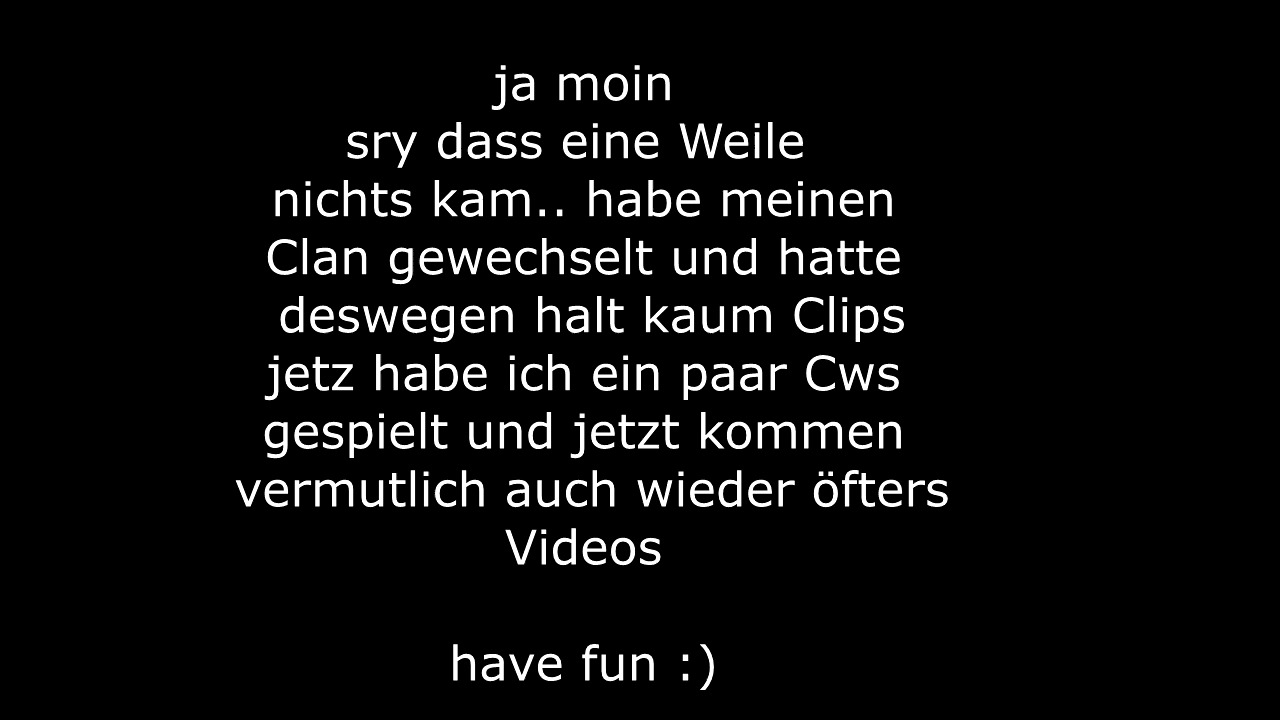 ja moin
sry dass eine Weile
nichts kam.. habe meinen
Clan gewechselt und hatte
deswegen halt kaum Clips
jetz habe ich ein paar Cws
gespielt und jetzt kommen
vermutlich auch wieder öfters
Videos
have fun :)